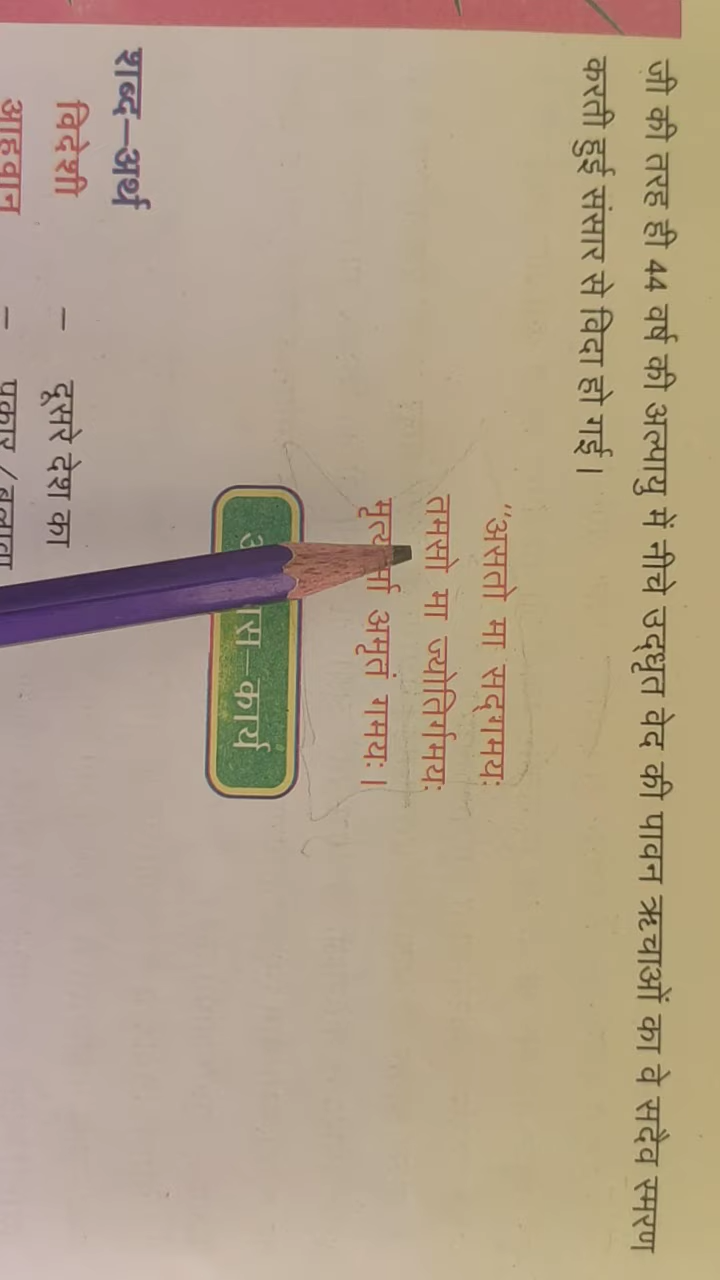 जी की तरह ही 44 वर्ष की अल्पायु में नीचे उद्धृत वेद की पावन ऋचाओं का वे सदैव स्मरण
करती हुई संसार से विदा हो गई।
"असतो मा सद्गमयः
तमसो मा ज्योतिर्गमयः
अमृतं गमयः।
शब्द–अर्थ
विदेशी – दूसरे देश का